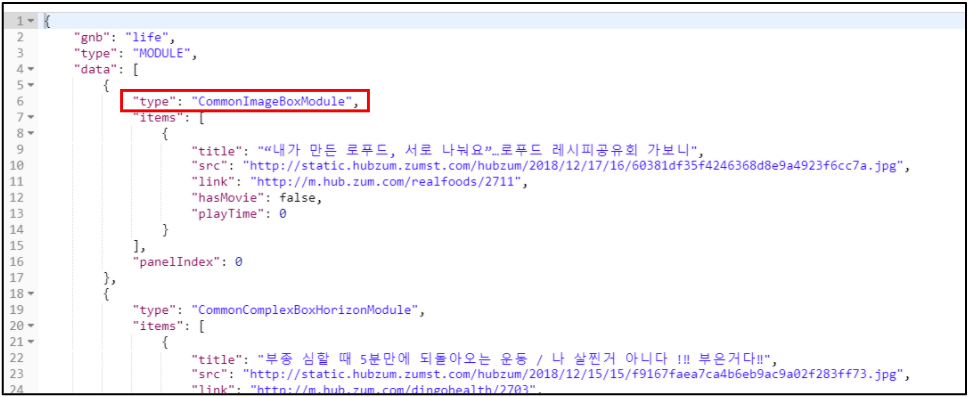 1 {
2 "gnb": "life",
3 "type": "MODULE",
4 "data": [
5 {
6 "type": "CommonImageBoxModule",
7 "items": [
8 {
9 "title": "“내가 만든 로푸드, 서로 나눠요”…로푸드 레시피공유회 가보니",
10 "src": "http://static.hubzum.zumst.com/hubzum/2018/12/17/16/60381df35f4246368d8e9a4923f6cc7a.jpg",
11 "link": "http://m.hub.zum.com/realfoods/2711",
12 "hasMovie": false,
13 "playTime": 0
14 }
15 ],
16 "panelIndex": 0
17 },
18 {
19 "type": "CommonComplexBoxHorizonModule",
20 "items": [
21 {
22 "title": "부종 심할 때 5분만에 되돌아오는 운동 / 나 살찐거 아니다 !!! 부은거다!!",
23 "src": "http://static.hubzum.zumst.com/hubzum/2018/12/15/15/f9167faea7ca4b6eb9ac9a02f283ff73.jpg",
24 "link": "http://m.hub.zum.com/dingohealth/2703",